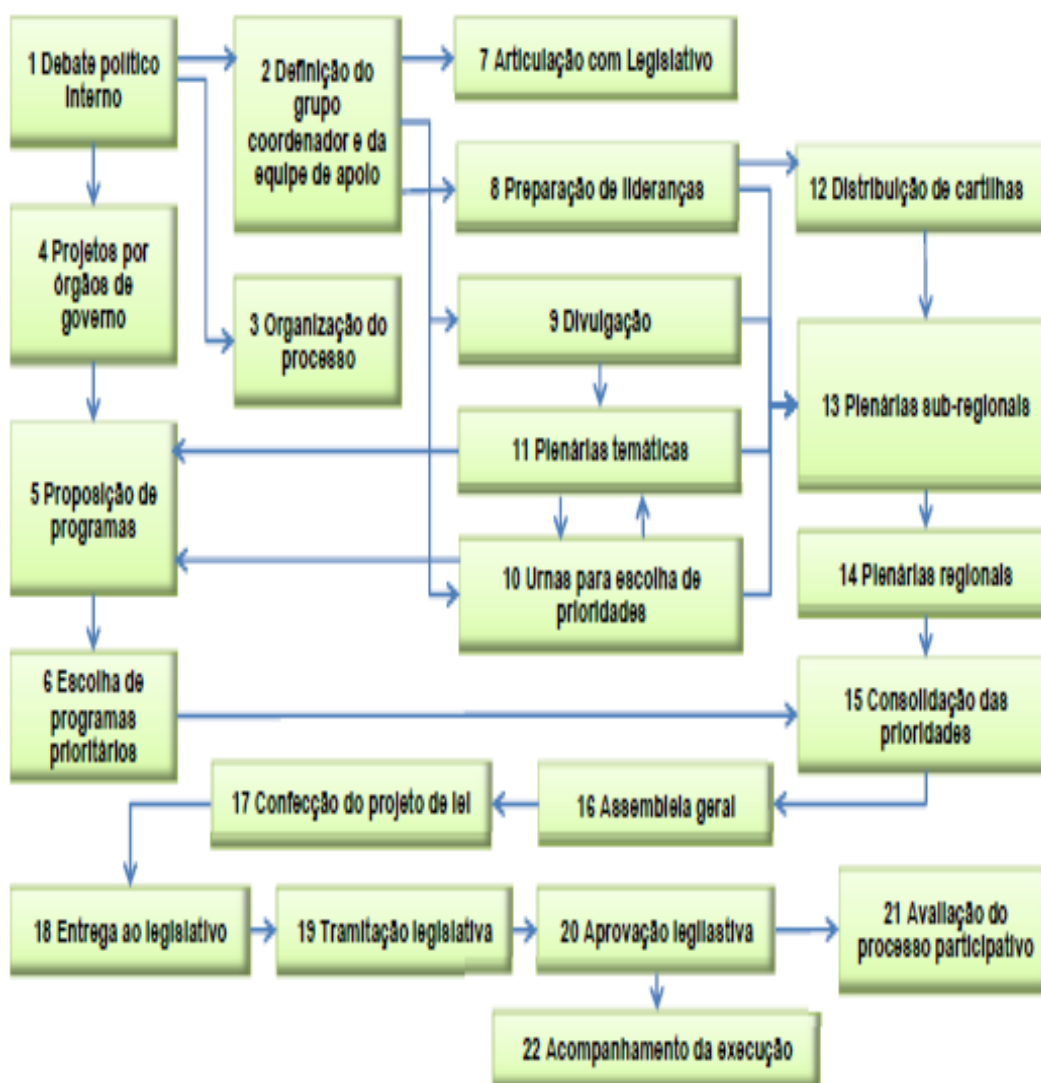 1 Debate político
Interno
2 Definição do
grupo
coordenador e da
equipe de apoio
7 Articulação com Legislativo
8 Preparação de lideranças
12 Distribuição de cartilhas
4 Projetos por
órgãos de
governo
3 Organização do
processo
9 Divulgação
13 Plenárias sub-regionais
11 Plenárias temáticas
5 Proposição de
programas
10 Urnas para escolha de
prioridades
14 Plenárias regionais
6 Escolha de
programas
prioritários
15 Consolidação das
prioridades
17 Confecção do projeto de lei
16 Assembleia geral
18 Entrega ao legislativo
19 Tramitação legislativa
20 Aprovação legilastiva
21 Avaliação do
processo participativo
22 Acompanhamento da execução